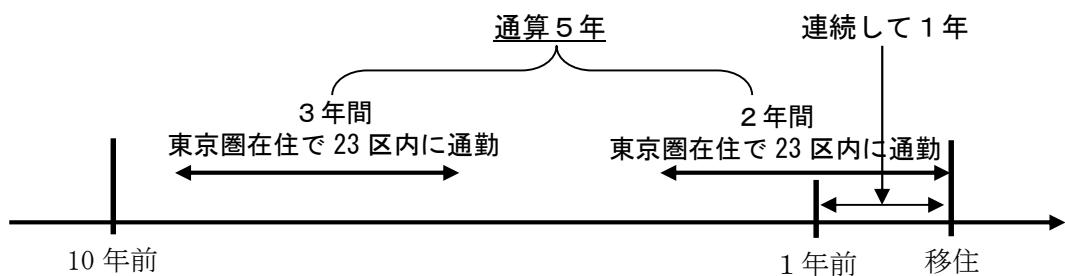 通算５年
連続して１年
３年間
東京圏在住で 23 区内に通勤
２年間
東京圏在住で 23 区内に通勤
10 年前
１年前
移住